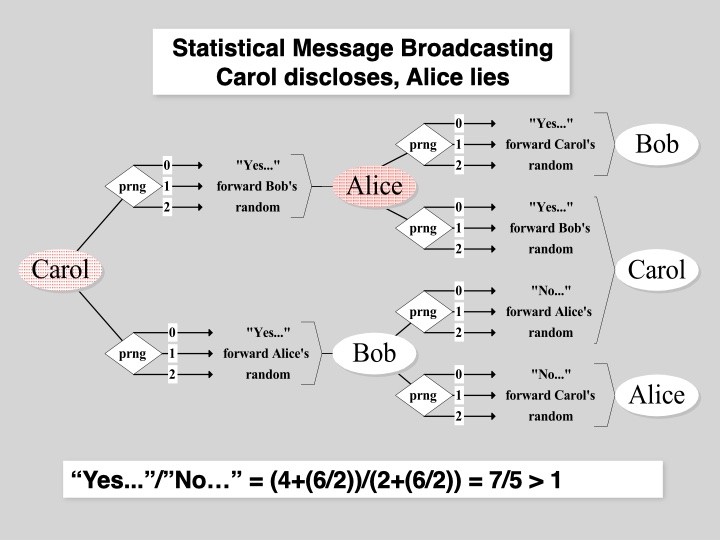 Statistical Message Broadcasting
Carol discloses, Alice lies
0 "Yes..."
prng 1 forward Carol's
2 random
Bob
0 "Yes..."
prng 1 forward Bob's
2 random
Alice
0 "Yes..."
prng 1 forward Bob's
2 random
Carol
Carol
0 "No..."
prng 1 forward Alice's
2 random
0 "Yes..."
prng 1 forward Alice's
2 random
Bob
0 "No..."
prng 1 forward Carol's
2 random
Alice
“Yes...”/”No…” = (4+(6/2))/(2+(6/2)) = 7/5 > 1